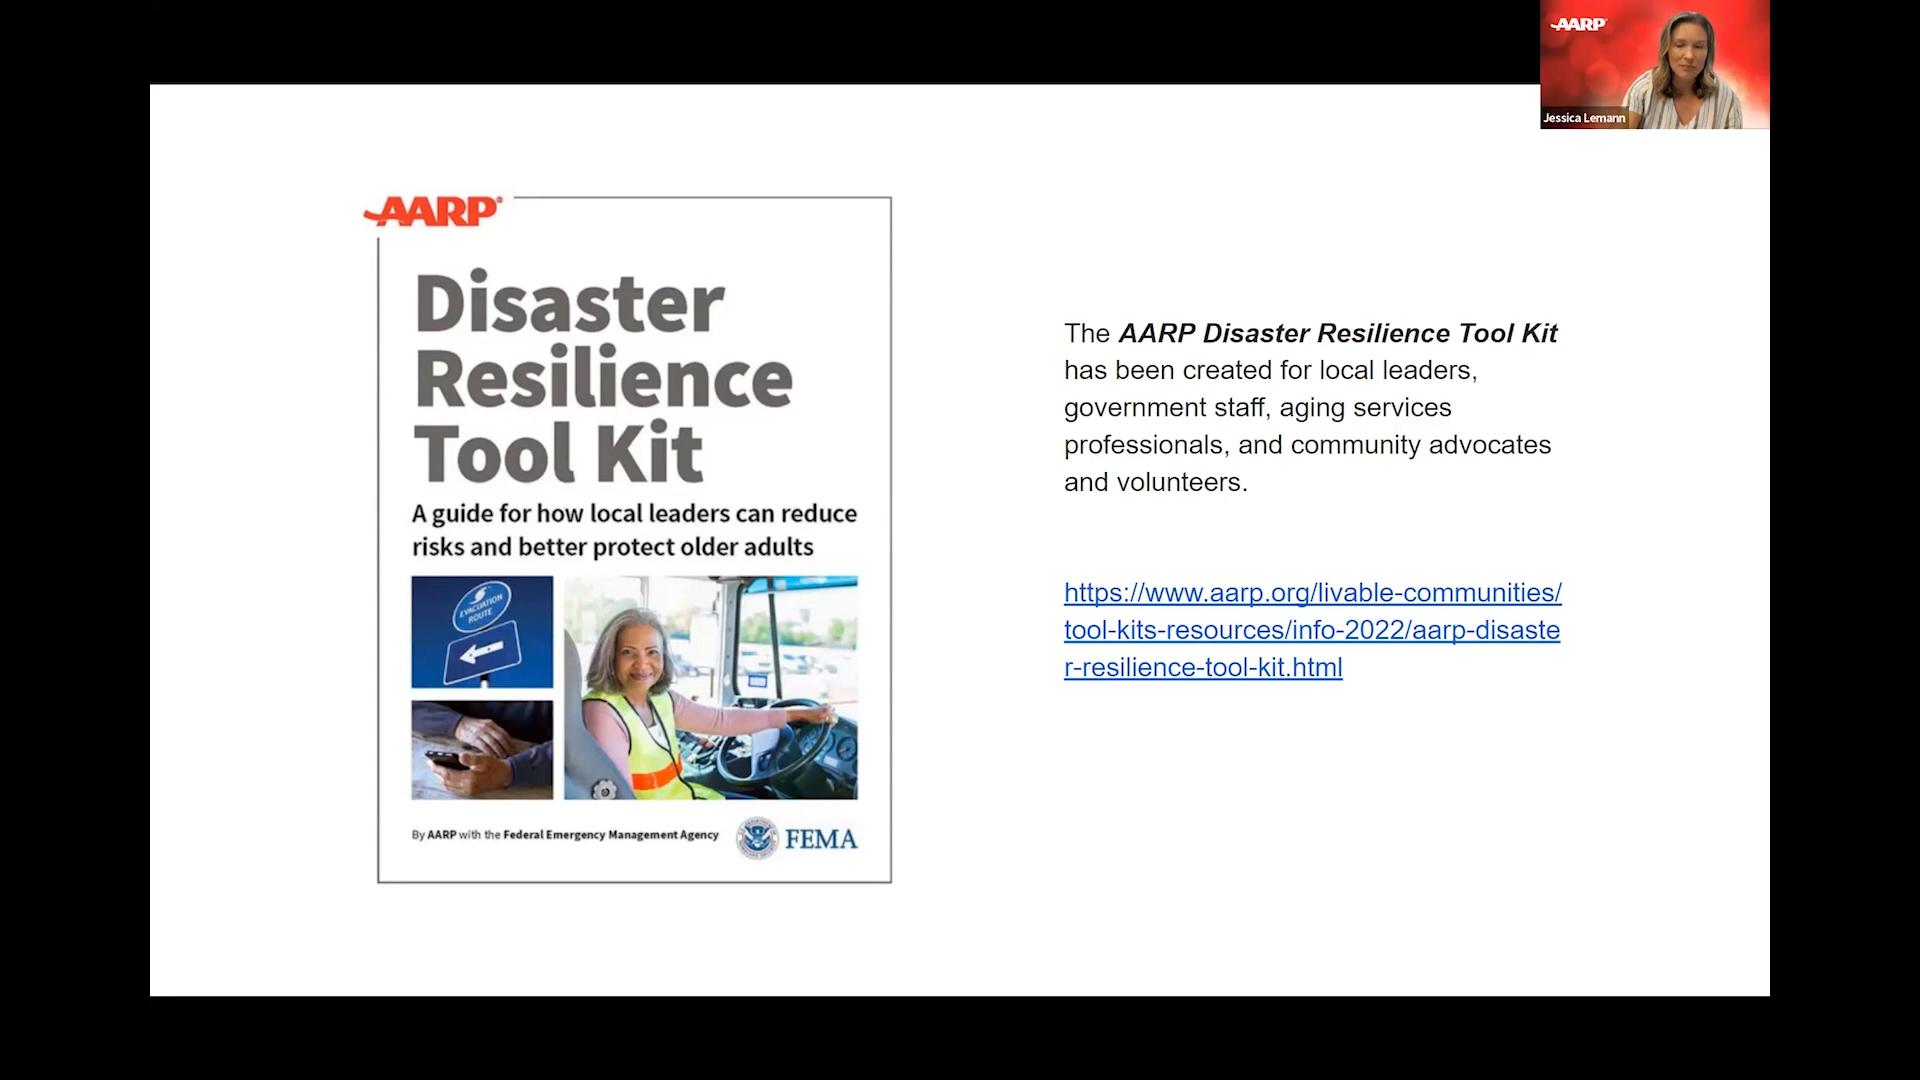 AARP
Jessica Lemann
AARP®
Disaster
Resilience
Tool Kit
A guide for how local leaders can reduce
risks and better protect older adults
EVACUATION
ROUTE
By AARP with the Federal Emergency Management Agency
FEMA
The AARP Disaster Resilience Tool Kit
has been created for local leaders,
government staff, aging services
professionals, and community advocates
and volunteers.
https://www.aarp.org/livable-communities/
tool-kits-resources/info-2022/aarp-disaste
r-resilience-tool-kit.html